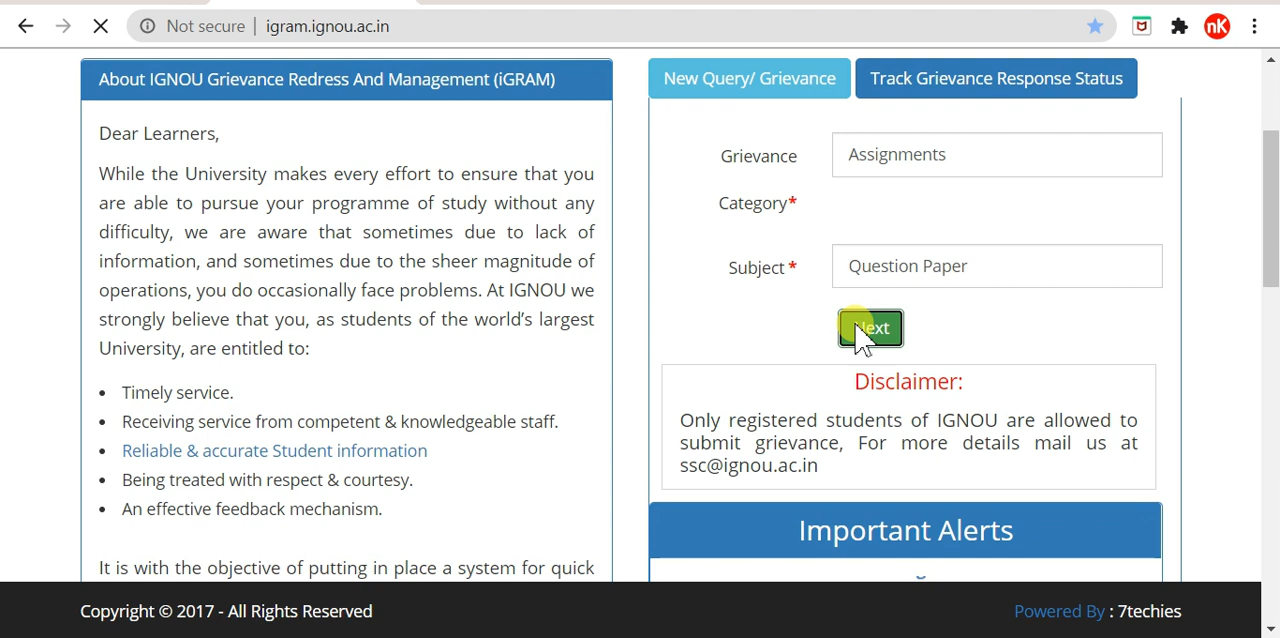 Not secure | igram.ignou.ac.in
nK
About IGNOU Grievance Redress And Management (iGRAM)
Dear Learners,
While the University makes every effort to ensure that you
are able to pursue your programme of study without any
difficulty, we are aware that sometimes due to lack of
information, and sometimes due to the sheer magnitude of
operations, you do occasionally face problems. At IGNOU we
strongly believe that you, as students of the world's largest
University, are entitled to:
• Timely service.
• Receiving service from competent & knowledgeable staff.
• Reliable & accurate Student information
• Being treated with respect & courtesy.
• An effective feedback mechanism.
It is with the objective of putting in place a system for quick
New Query/ Grievance
Track Grievance Response Status
Grievance
Category*
Assignments
Subject *
Question Paper
Next
Disclaimer:
Only registered students of IGNOU are allowed to
submit grievance, For more details mail us at
ssc@ignou.ac.in
Important Alerts
Copyright © 2017 - All Rights Reserved
Powered By : 7techies